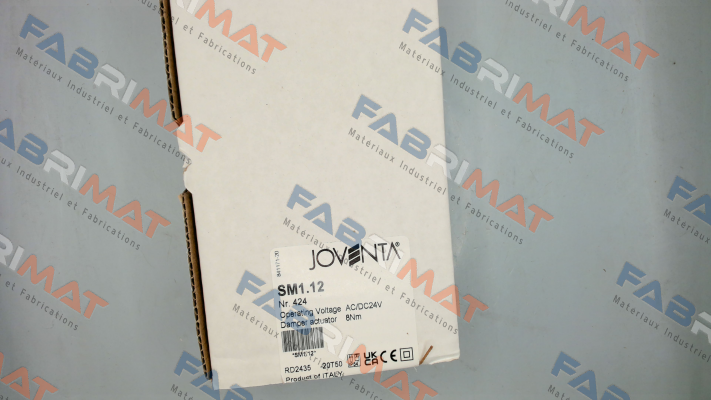 FABRIMAT
Matériaux Industriel et Fabrications
JOVENTA®
SM1.12
Nr. 424
Operating Voltage AC/DC24V
Damper actuator 8Nm
*SM1.12*
RD2435 -20T50 UK CA CE
Product of ITALY